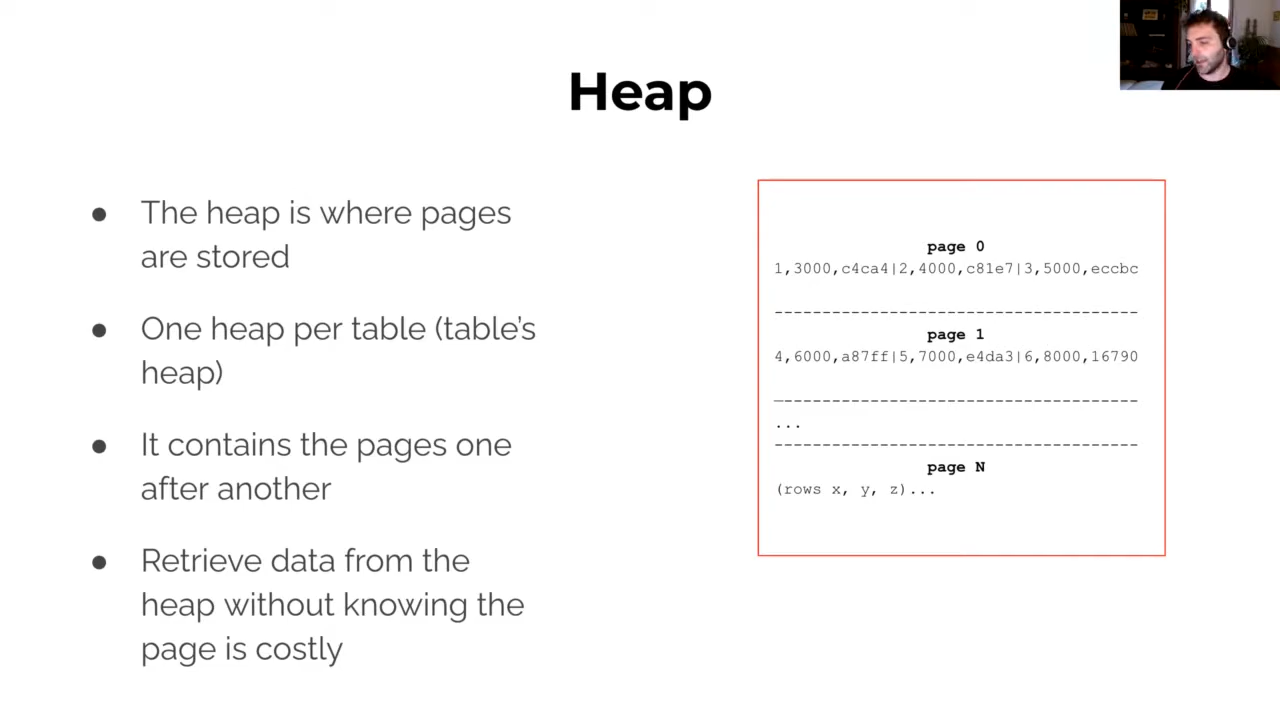 Heap
● The heap is where pages
are stored
● One heap per table (table’s
heap)
● It contains the pages one
after another
● Retrieve data from the
heap without knowing the
page is costly
page 0
1,3000,c4ca4|2,4000,c81e7|3,5000,eccbc
--------------------------------------
page 1
4,6000,a87ff|5,7000,e4da3|6,8000,16790
--------------------------------------
...
--------------------------------------
page N
(rows x, y, z)...